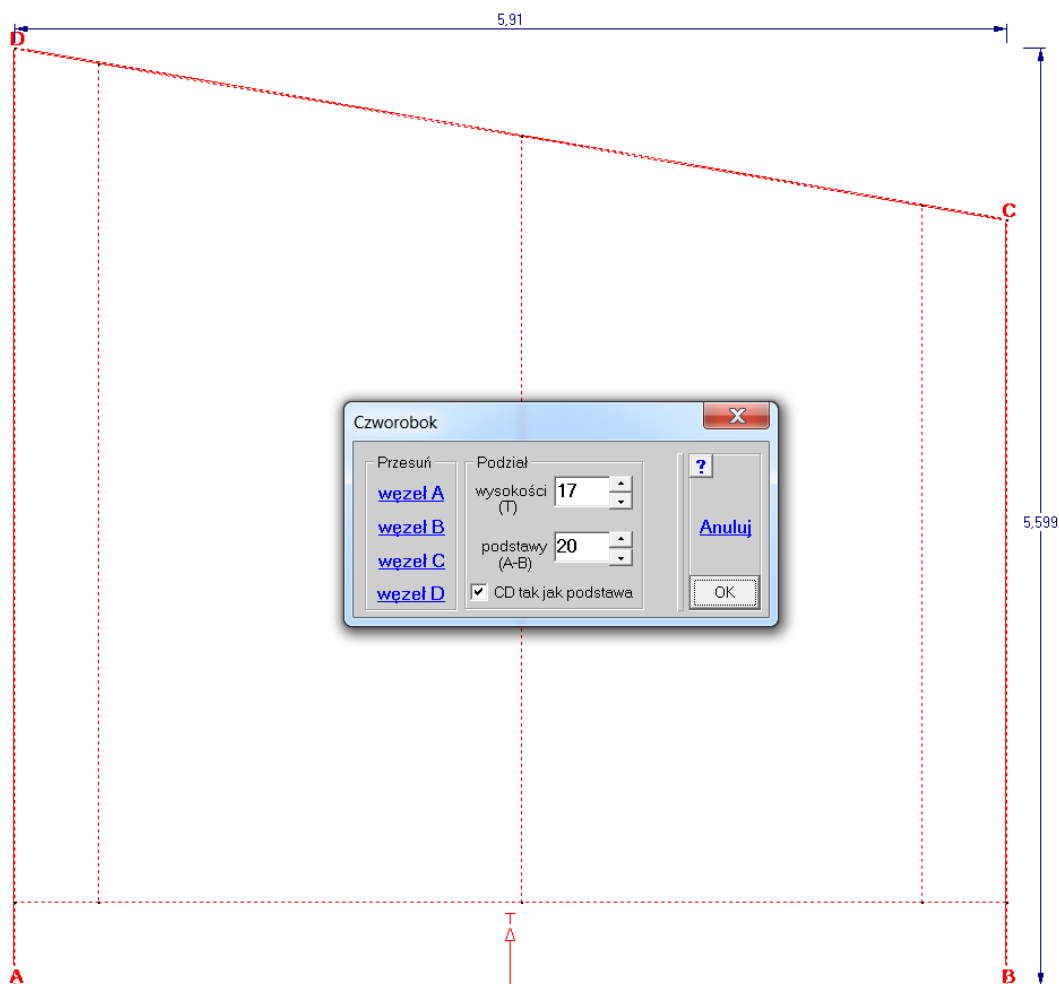 5,91
D
C
Czworobok
Przesuń
węzeł A
węzeł B
węzeł C
węzeł D
Podział
wysokości
(T)
17
podstawy
(A-B)
20
CD tak jak podstawa
?
Anuluj
OK
5,599
T
A
B